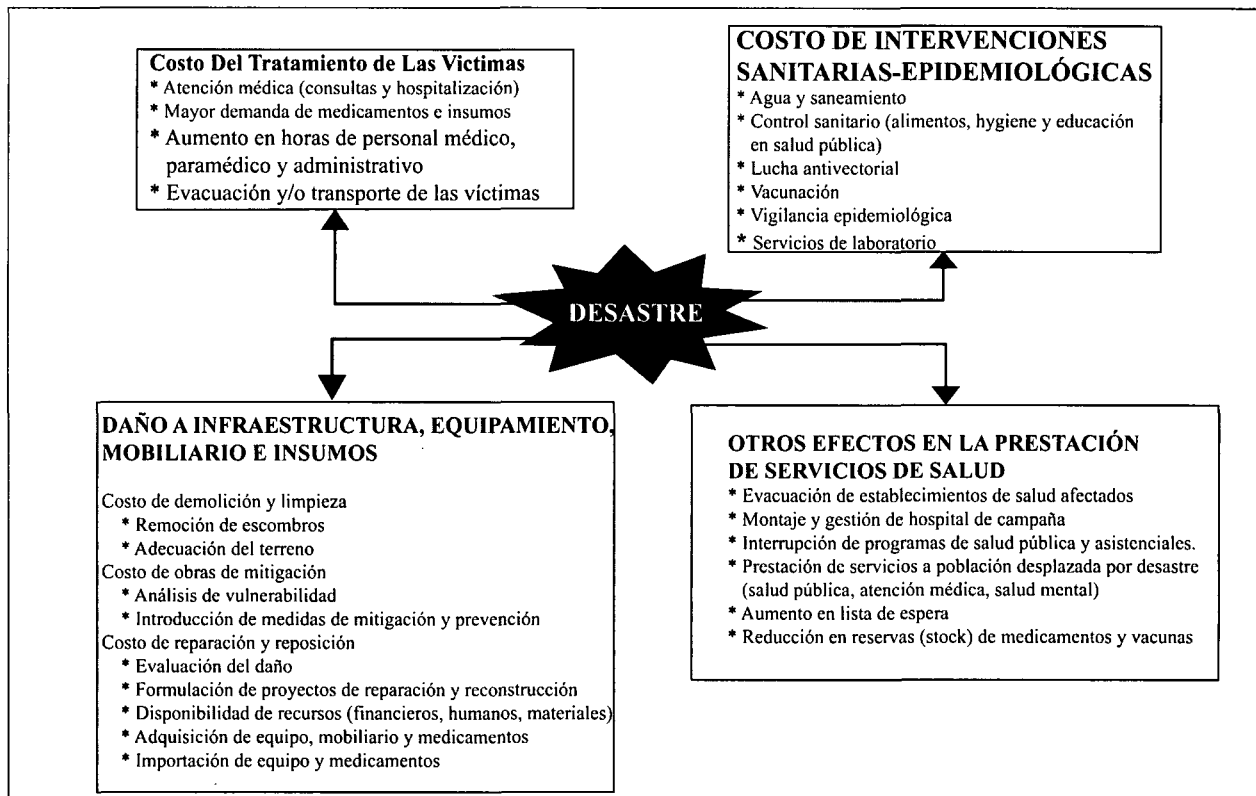 Costo Del Tratamiento de Las Victimas
* Atención médica (consultas y hospitalización)
* Mayor demanda de medicamentos e insumos
* Aumento en horas de personal médico,
paramédico y administrativo
* Evacuación y/o transporte de las víctimas
COSTO DE INTERVENCIONES
SANITARIAS-EPIDEMIOLÓGICAS
* Agua y saneamiento
* Control sanitario (alimentos, hygiene y educación
en salud pública)
* Lucha antivectorial
* Vacunación
* Vigilancia epidemiológica
* Servicios de laboratorio
DESASTRE
DAÑO A INFRAESTRUCTURA, EQUIPAMIENTO,
MOBILIARIO E INSUMOS
Costo de demolición y limpieza
* Remoción de escombros
* Adecuación del terreno
Costo de obras de mitigación
* Análisis de vulnerabilidad
* Introducción de medidas de mitigación y prevención
Costo de reparación y reposición
* Evaluación del daño
* Formulación de proyectos de reparación y reconstrucción
* Disponibilidad de recursos (financieros, humanos, materiales)
* Adquisición de equipo, mobiliario y medicamentos
* Importación de equipo y medicamentos
OTROS EFECTOS EN LA PRESTACIÓN
DE SERVICIOS DE SALUD
* Evacuación de establecimientos de salud afectados
* Montaje y gestión de hospital de campaña
* Interrupción de programas de salud pública y asistenciales.
* Prestación de servicios a población desplazada por desastre
(salud pública, atención médica, salud mental)
* Aumento en lista de espera
* Reducción en reservas (stock) de medicamentos y vacunas